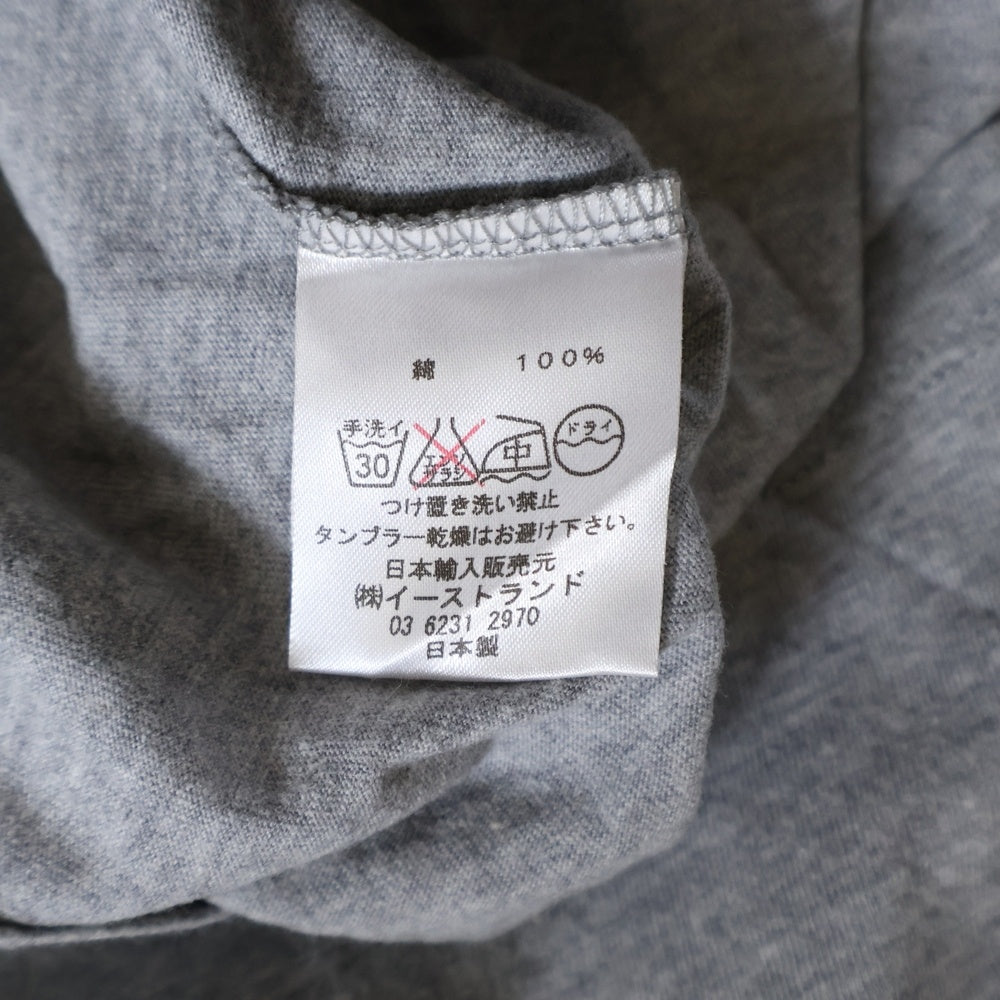 綿 100%
手洗イ 30 エンソサラシ 中 ドライ
つけ置き洗い禁止
タンブラー乾燥はお避け下さい。
日本輸入販売元
㈱イーストランド
03 6231 2970
日本製